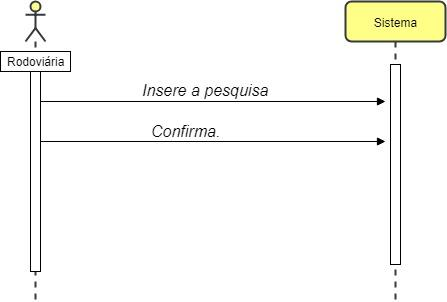 Sistema
Rodoviária
Insere a pesquisa
Confirma.